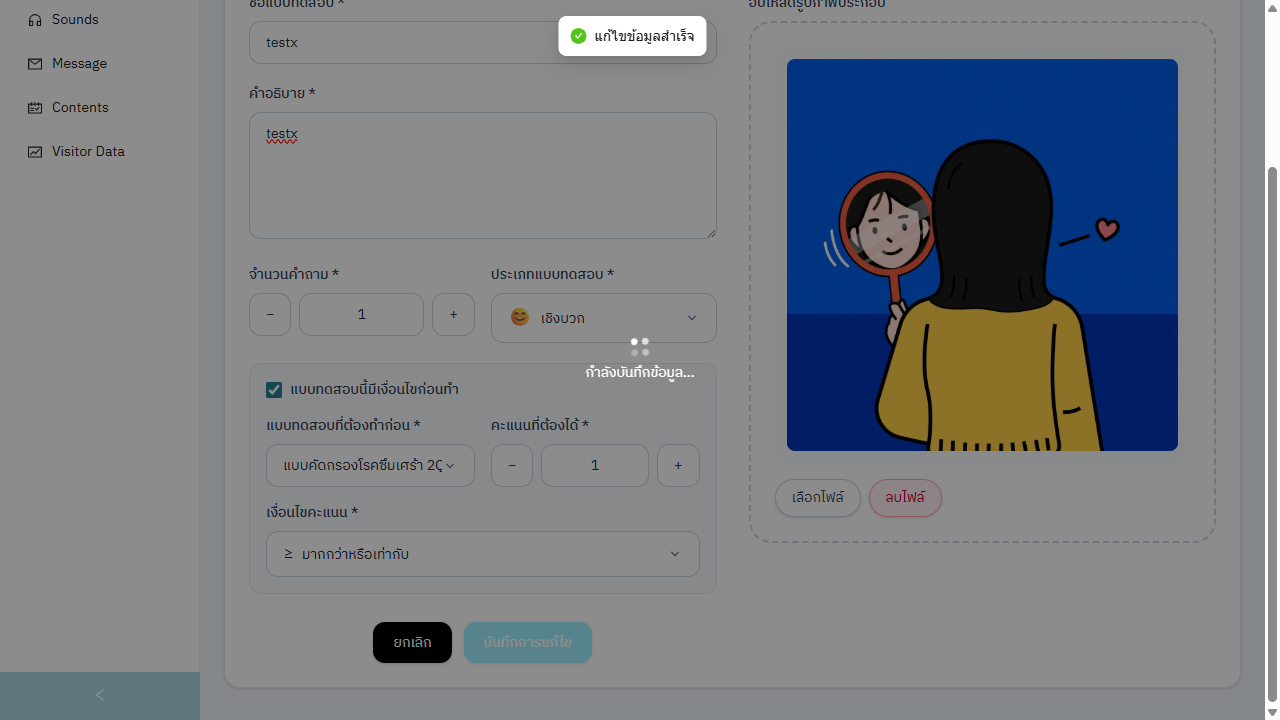 Sounds
Message
Contents
Visitor Data
ชื่อแบบทดสอบ *
testx
คำอธิบาย *
testx
จำนวนคำถาม *
ประเภทแบบทดสอบ *
−
1
+
😊 เชิงบวก
แบบทดสอบนี้มีเงื่อนไขก่อนทำ
แบบทดสอบที่ต้องทำก่อน *
คะแนนที่ต้องได้ *
แบบคัดกรองโรคซึมเศร้า 2Q
−
1
+
เงื่อนไขคะแนน *
≥ มากกว่าหรือเท่ากับ
ยกเลิก
บันทึกการแก้ไข
อัปโหลดรูปภาพประกอบ
เลือกไฟล์
ลบไฟล์
แก้ไขข้อมูลสำเร็จ
กำลังบันทึกข้อมูล...